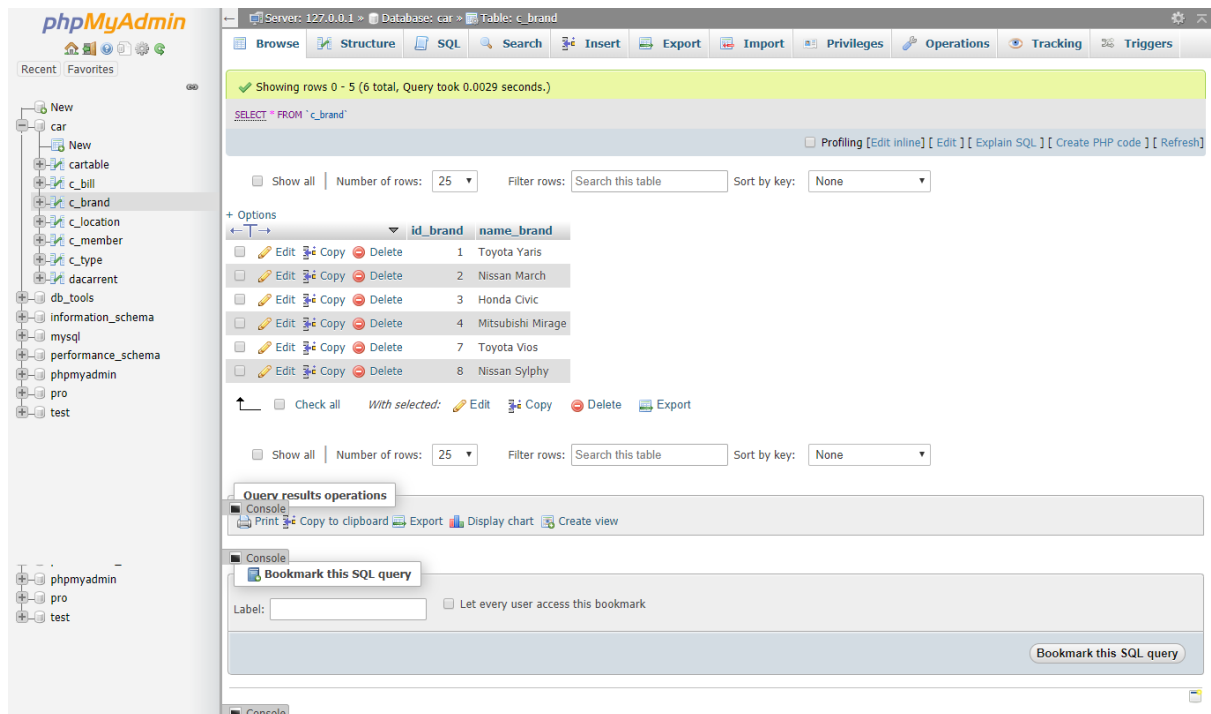 phpMyAdmin
Recent Favorites
New
car
New
cartable
c_bill
c_brand
c_location
c_member
c_type
dacarrent
db_tools
information_schema
mysql
performance_schema
phpmyadmin
pro
test
phpmyadmin
pro
test
Server: 127.0.0.1 » Database: car » Table: c_brand
Browse Structure SQL Search Insert Export Import Privileges Operations Tracking Triggers
Showing rows 0 - 5 (6 total, Query took 0.0029 seconds.)
SELECT * FROM `c_brand`
Profiling [Edit inline] [ Edit ] [ Explain SQL ] [ Create PHP code ] [ Refresh]
Show all | Number of rows: 25 Filter rows: Search this table Sort by key: None
+ Options
←T→ ▼ id_brand name_brand
Edit Copy Delete 1 Toyota Yaris
Edit Copy Delete 2 Nissan March
Edit Copy Delete 3 Honda Civic
Edit Copy Delete 4 Mitsubishi Mirage
Edit Copy Delete 7 Toyota Vios
Edit Copy Delete 8 Nissan Sylphy
Check all With selected: Edit Copy Delete Export
Show all | Number of rows: 25 Filter rows: Search this table Sort by key: None
Query results operations
Console
Print Copy to clipboard Export Display chart Create view
Console
Bookmark this SQL query
Label: Let every user access this bookmark
Bookmark this SQL query
Console